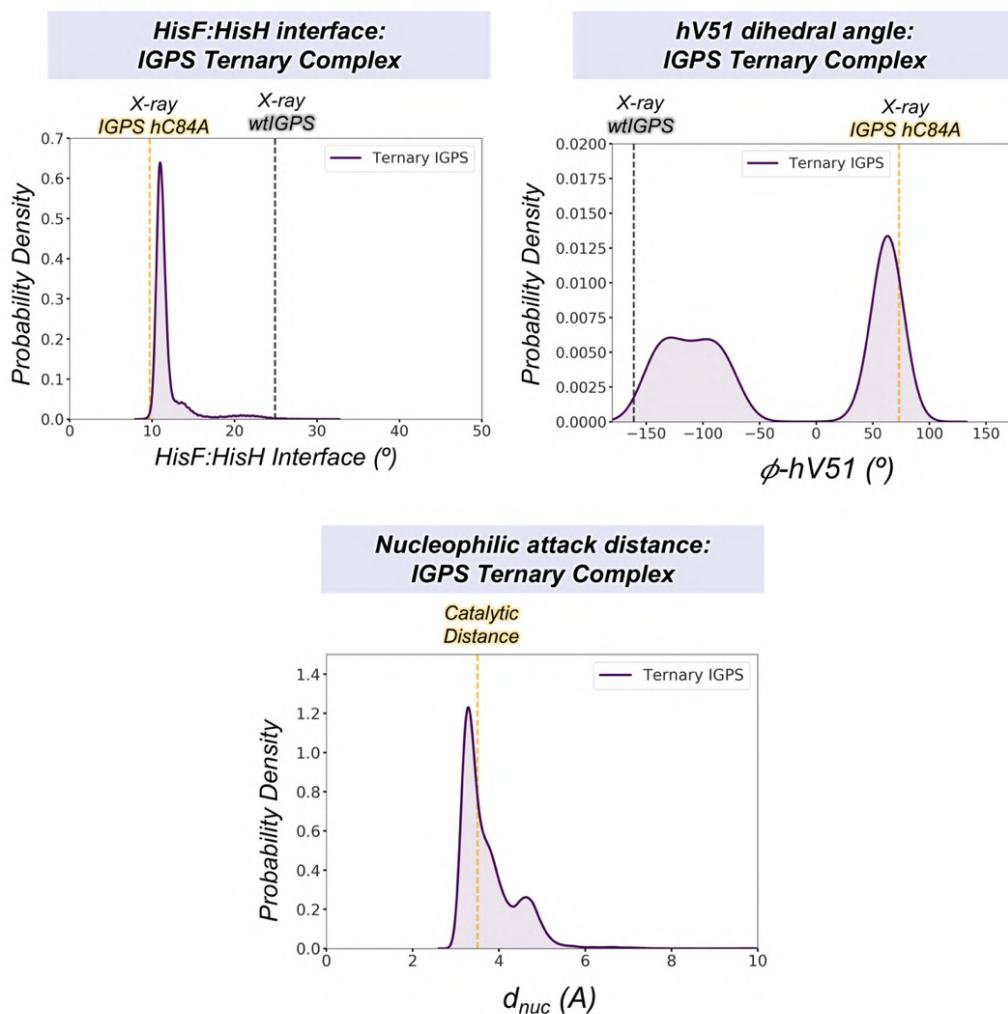 HisF:HisH interface:
IGPS Ternary Complex
X-ray
IGPS hC84A
X-ray
wtIGPS
Ternary IGPS
Probability Density
0.7
0.6
0.5
0.4
0.3
0.2
0.1
0.0
0 10 20 30 40 50
HisF:HisH Interface (º)
hV51 dihedral angle:
IGPS Ternary Complex
X-ray
wtIGPS
X-ray
IGPS hC84A
Ternary IGPS
Probability Density
0.0200
0.0175
0.0150
0.0125
0.0100
0.0075
0.0050
0.0025
0.0000
−150 −100 −50 0 50 100 150
ϕ-hV51 (º)
Nucleophilic attack distance:
IGPS Ternary Complex
Catalytic
Distance
Ternary IGPS
Probability Density
1.4
1.2
1.0
0.8
0.6
0.4
0.2
0.0
0 2 4 6 8 10
dnuc (A)